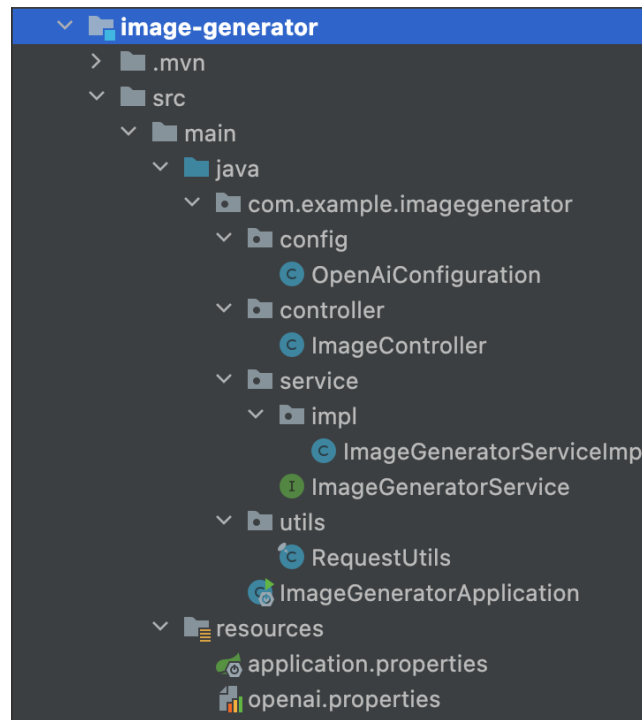 image-generator
.mvn
src
main
java
com.example.imagegenerator
config
OpenAiConfiguration
controller
ImageController
service
impl
ImageGeneratorServiceImp
ImageGeneratorService
utils
RequestUtils
ImageGeneratorApplication
resources
application.properties
openai.properties